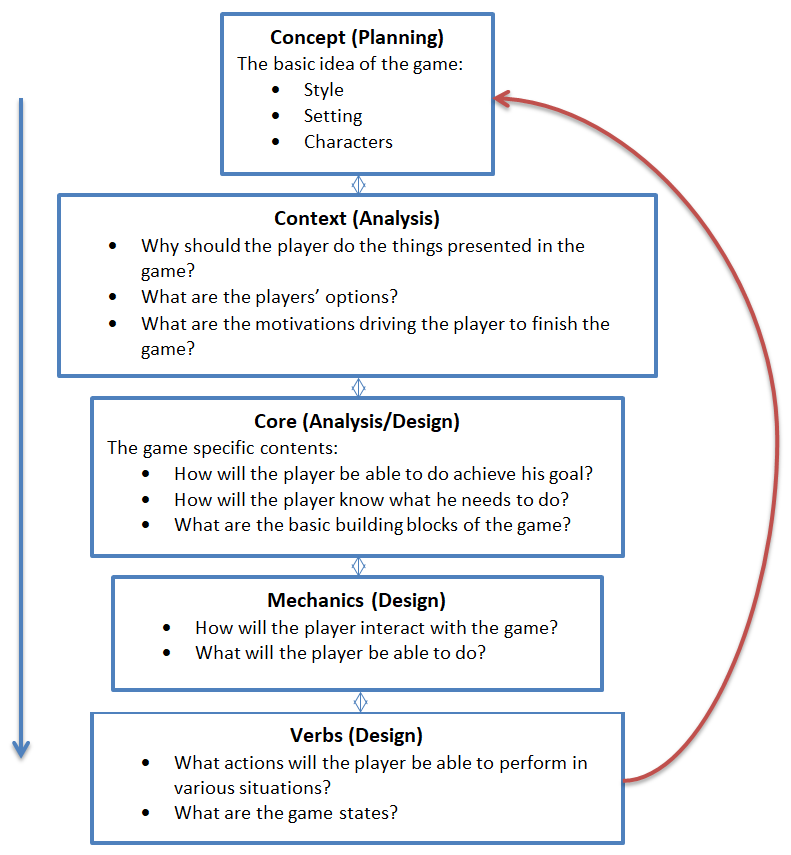 Concept (Planning)
The basic idea of the game:
• Style
• Setting
• Characters
Context (Analysis)
• Why should the player do the things presented in the
game?
• What are the players’ options?
• What are the motivations driving the player to finish the
game?
Core (Analysis/Design)
The game specific contents:
• How will the player be able to do achieve his goal?
• How will the player know what he needs to do?
• What are the basic building blocks of the game?
Mechanics (Design)
• How will the player interact with the game?
• What will the player be able to do?
Verbs (Design)
• What actions will the player be able to perform in
various situations?
• What are the game states?